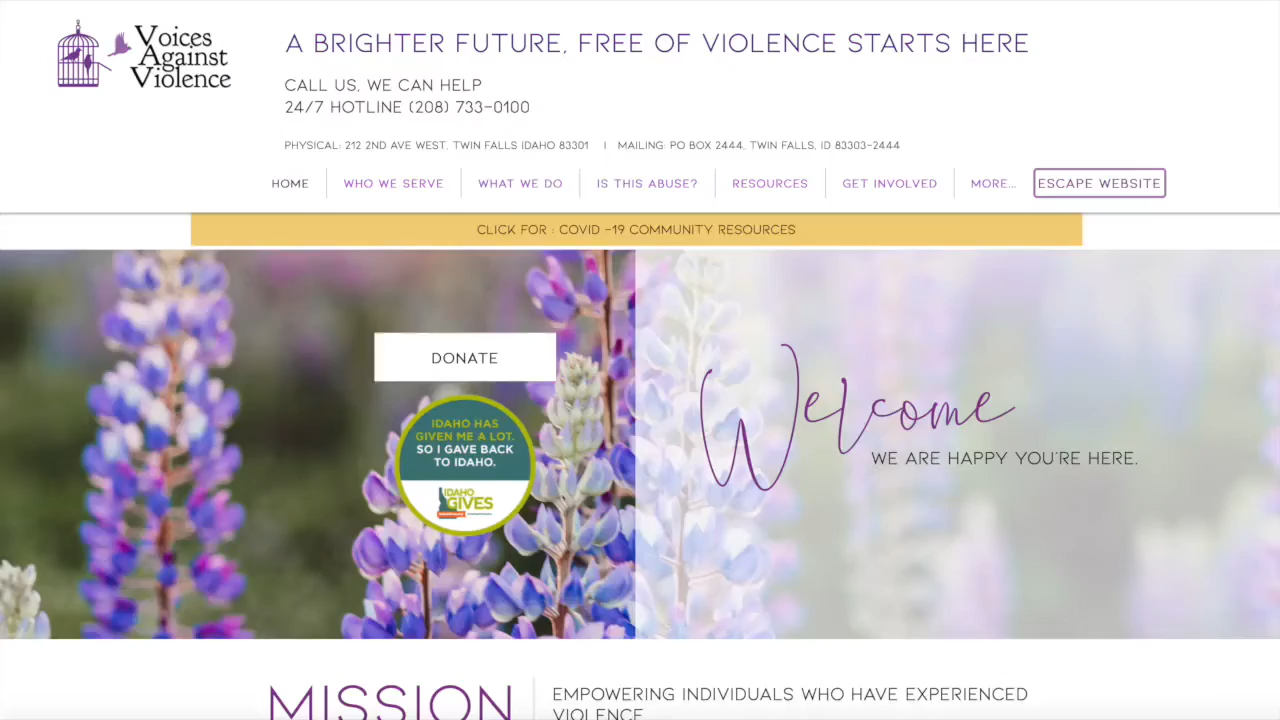 Voices
Against
Violence
A BRIGHTER FUTURE, FREE OF VIOLENCE STARTS HERE
CALL US, WE CAN HELP
24/7 HOTLINE (208) 733-0100
PHYSICAL: 212 2ND AVE WEST, TWIN FALLS IDAHO 83301 | MAILING: PO BOX 2444, TWIN FALLS, ID 83303-2444
HOME WHO WE SERVE WHAT WE DO IS THIS ABUSE? RESOURCES GET INVOLVED MORE... ESCAPE WEBSITE
CLICK FOR : COVID -19 COMMUNITY RESOURCES
DONATE
IDAHO HAS
GIVEN ME A LOT.
SO I GAVE BACK
TO IDAHO.
IDAHO
GIVES
Welcome
WE ARE HAPPY YOU'RE HERE.
MISSION
EMPOWERING INDIVIDUALS WHO HAVE EXPERIENCED
VIOLENCE